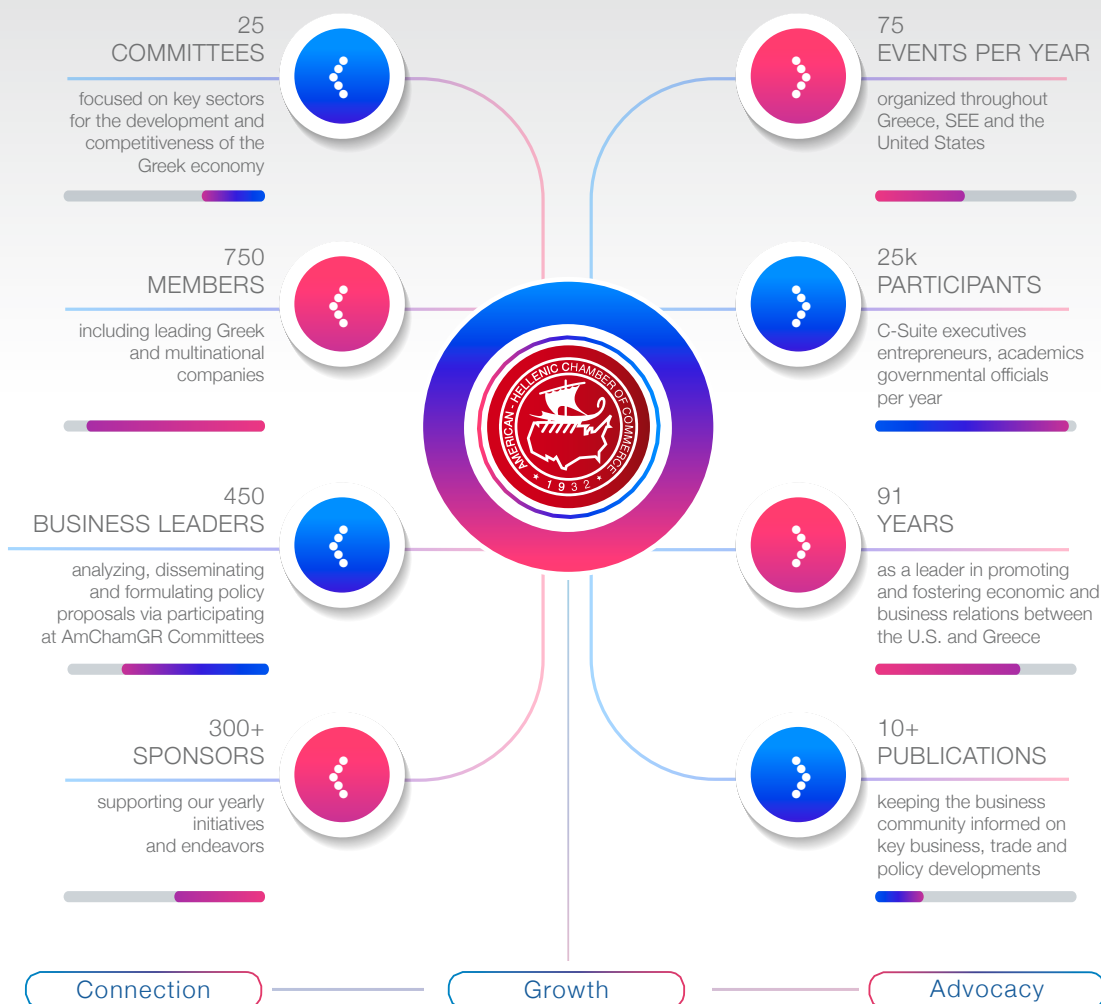 25
COMMITTEES
focused on key sectors
for the development and
competitiveness of the
Greek economy
750
MEMBERS
including leading Greek
and multinational
companies
450
BUSINESS LEADERS
analyzing, disseminating
and formulating policy
proposals via participating
at AmChamGR Committees
300+
SPONSORS
supporting our yearly
initiatives
and endeavors
AMERICAN - HELLENIC CHAMBER OF COMMERCE
* 1932 *
75
EVENTS PER YEAR
organized throughout
Greece, SEE and the
United States
25k
PARTICIPANTS
C-Suite executives
entrepreneurs, academics
governmental officials
per year
91
YEARS
as a leader in promoting
and fostering economic and
business relations between
the U.S. and Greece
10+
PUBLICATIONS
keeping the business
community informed on
key business, trade and
policy developments
Connection
Growth
Advocacy